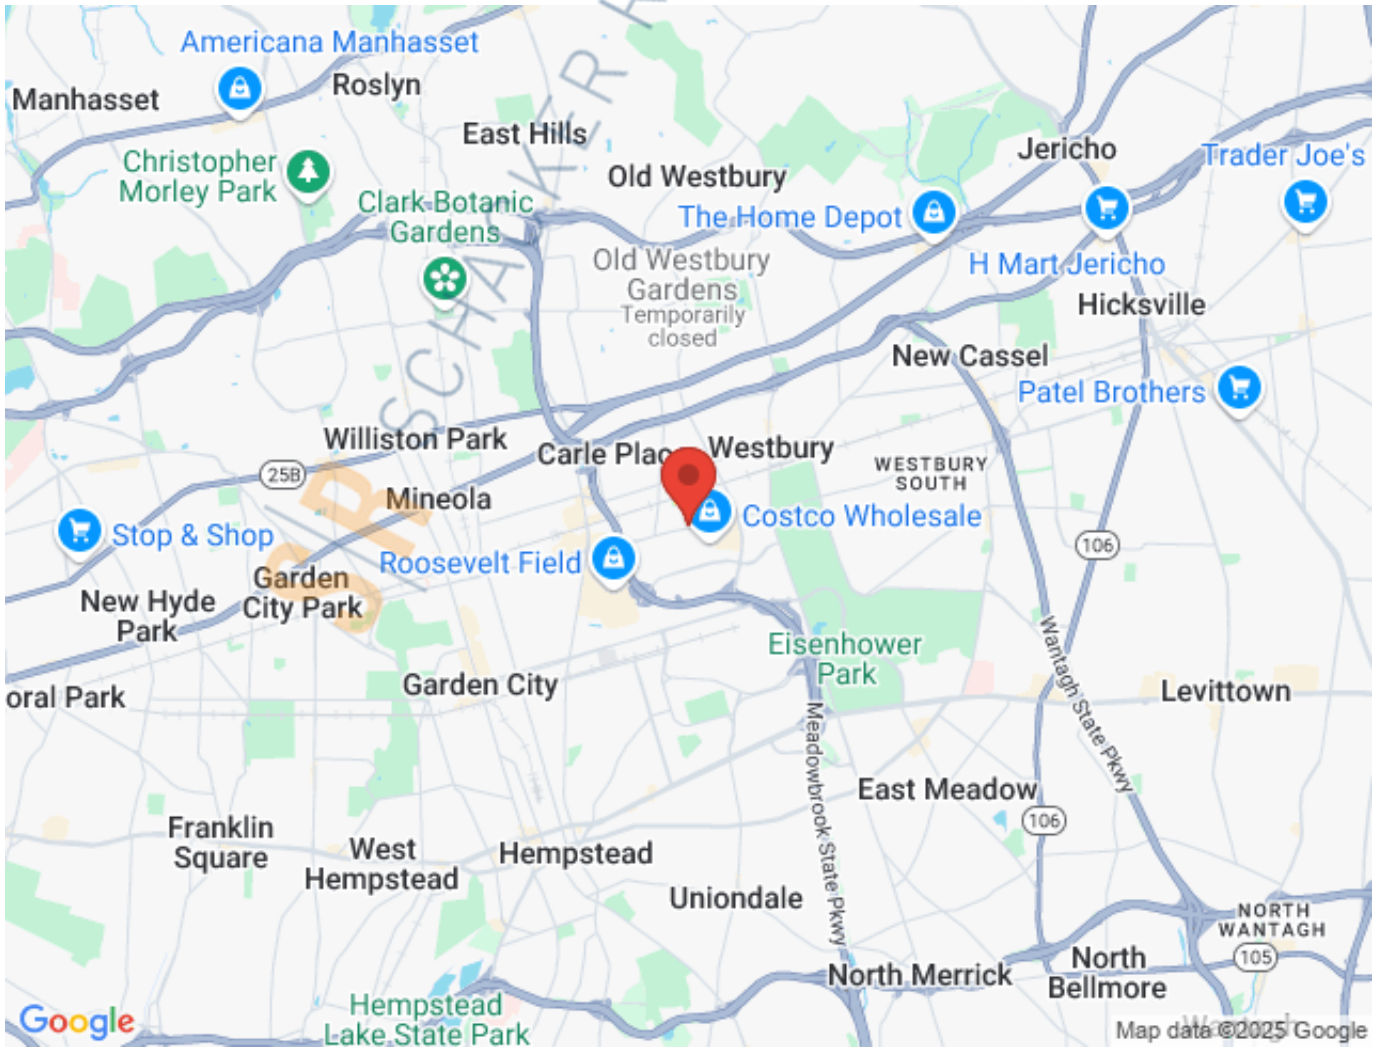 Americana Manhasset
Roslyn
Manhasset
East Hills
Christopher
Morley Park
Jericho
Trader Joe's
Old Westbury
Clark Botanic
Gardens
The Home Depot
Old Westbury
Gardens
Temporarily
closed
H Mart Jericho
Hicksville
New Cassel
Patel Brothers
SCHALKER R
SIR
Williston Park
Carle Plac
Westbury
WESTBURY
SOUTH
25B
Mineola
Costco Wholesale
Stop & Shop
Roosevelt Field
106
Garden
City Park
New Hyde
Park
Eisenhower
Park
Wantagh State Pkwy
oral Park
Garden City
Levittown
Meadowbrook State Pkwy
East Meadow
106
Franklin
Square
West
Hempstead
Hempstead
Uniondale
NORTH
WANTAGH
105
North Merrick
North
Bellmore
Hempstead
Lake State Park
Google
Wantagh
Map data ©2025 Google